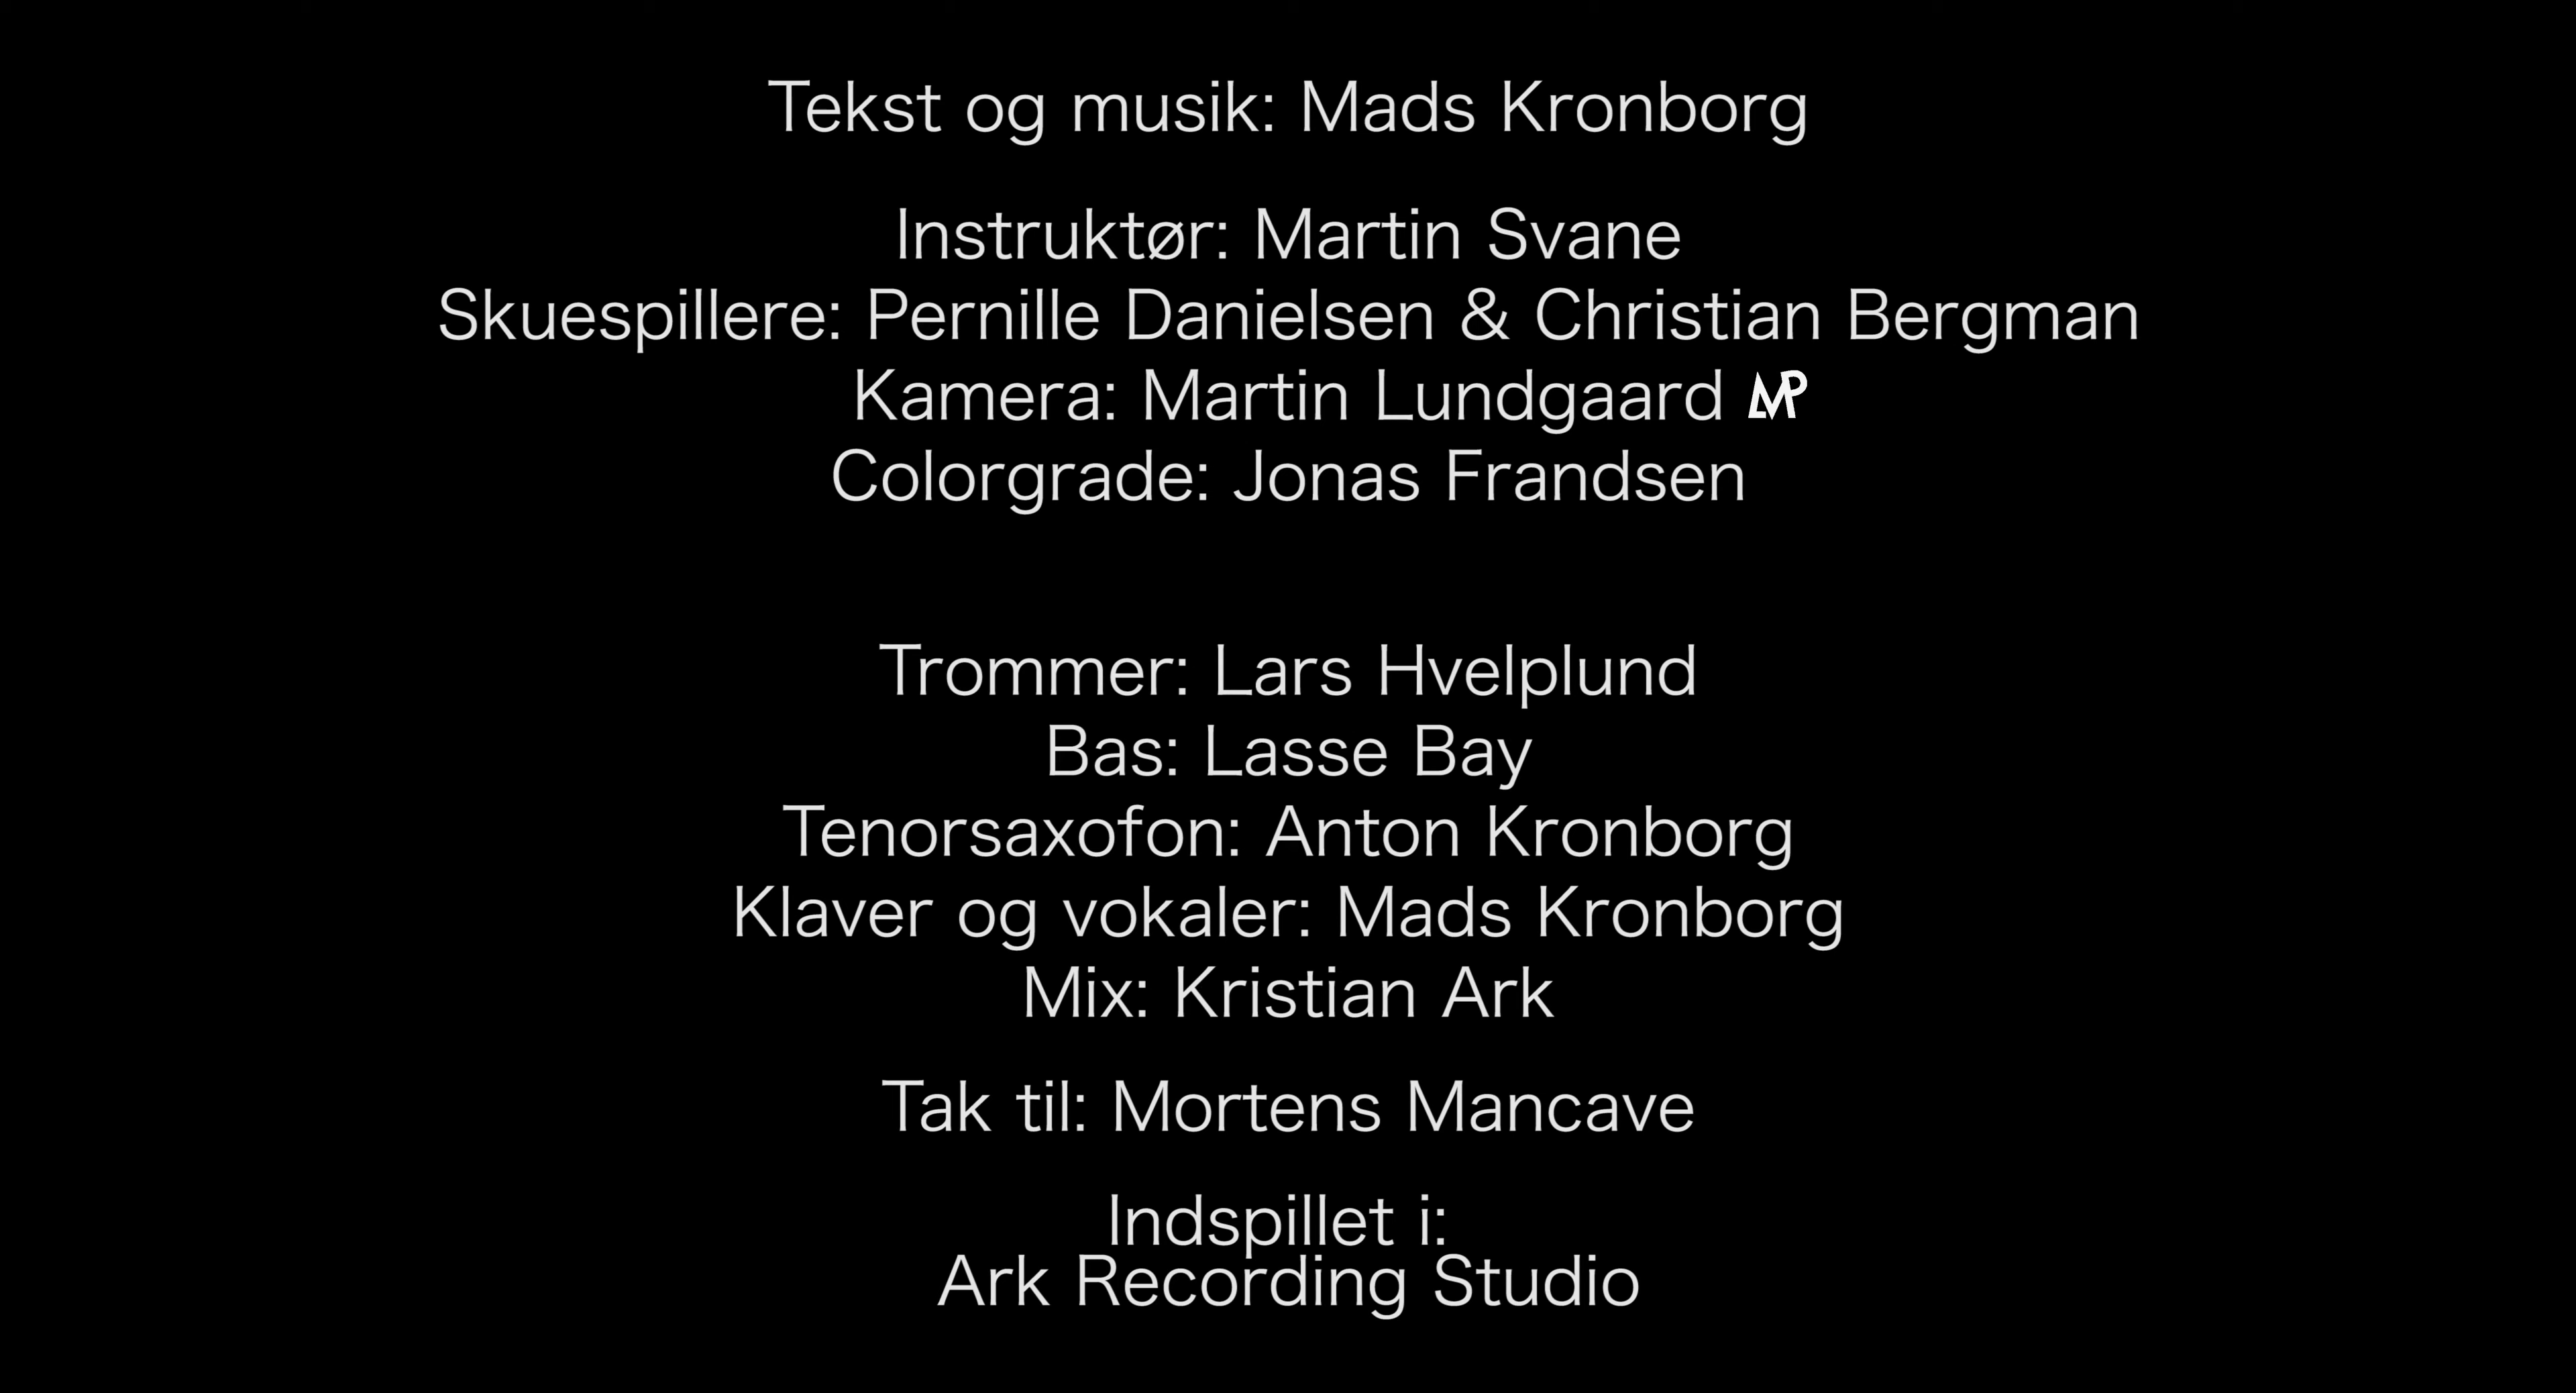 Tekst og musik: Mads Kronborg
Instruktør: Martin Svane
Skuespillere: Pernille Danielsen & Christian Bergman
Kamera: Martin Lundgaard MP
Colorgrade: Jonas Frandsen
Trommer: Lars Hvelplund
Bas: Lasse Bay
Tenorsaxofon: Anton Kronborg
Klaver og vokaler: Mads Kronborg
Mix: Kristian Ark
Tak til: Mortens Mancave
Indspillet i:
Ark Recording Studio